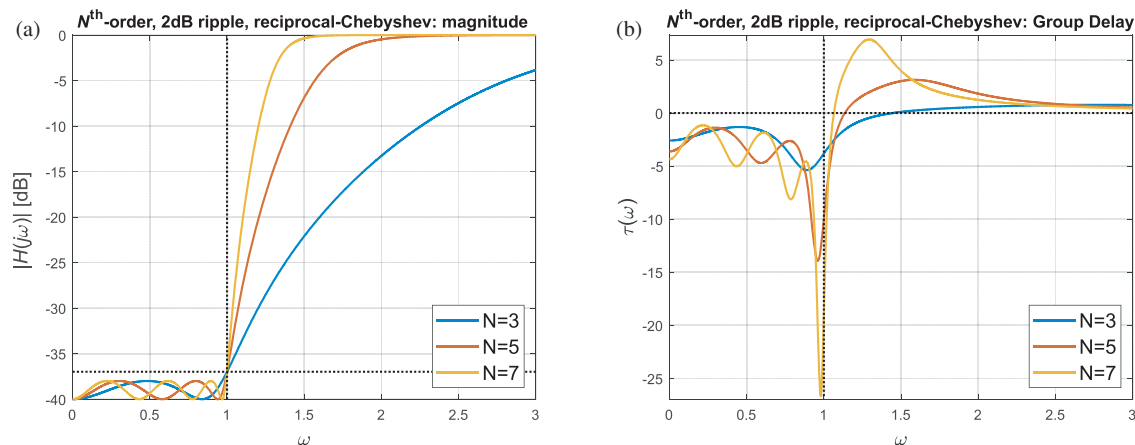 (a)
Nth-order, 2dB ripple, reciprocal-Chebyshev: magnitude
|H(jω)| [dB]
0
-5
-10
-15
-20
-25
-30
-35
-40
0 0.5 1 1.5 2 2.5 3
ω
N=3
N=5
N=7
(b)
Nth-order, 2dB ripple, reciprocal-Chebyshev: Group Delay
τ(ω)
5
0
-5
-10
-15
-20
-25
0 0.5 1 1.5 2 2.5 3
ω
N=3
N=5
N=7